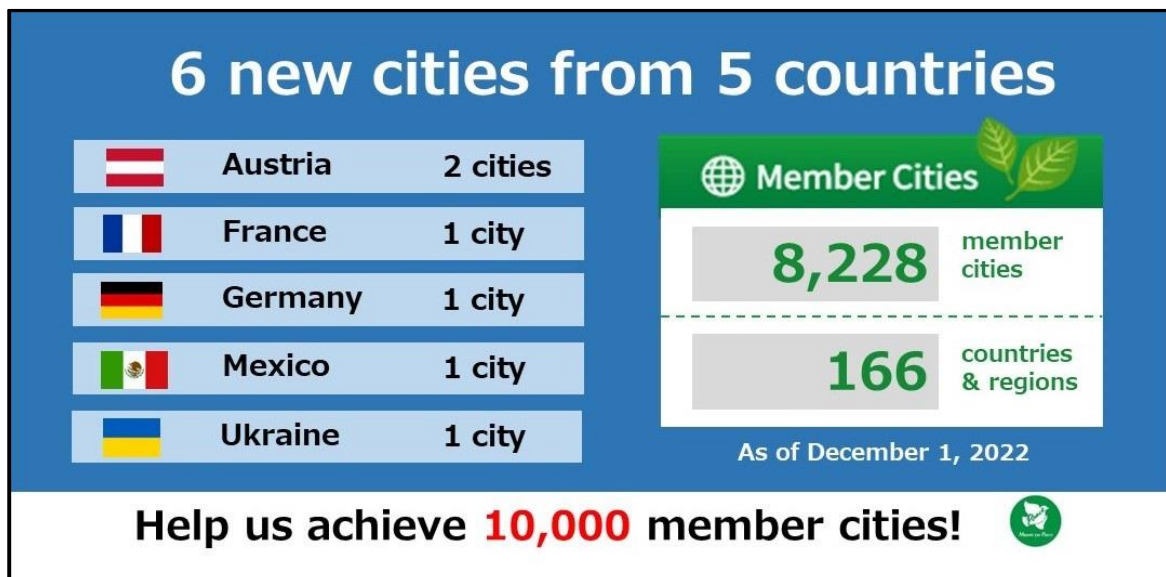 6 new cities from 5 countries
Austria 2 cities
France 1 city
Germany 1 city
Mexico 1 city
Ukraine 1 city
Member Cities
8,228 member cities
166 countries & regions
As of December 1, 2022
Help us achieve 10,000 member cities!